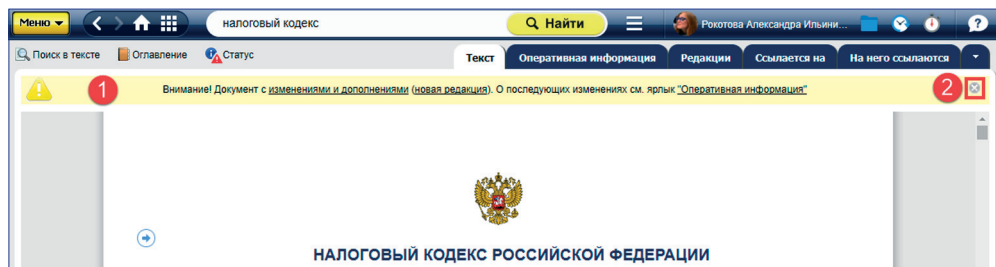 Меню
налоговый кодекс
Найти
Рокотова Александра Ильини...
?
Поиск в тексте
Оглавление
Статус
Текст
Оперативная информация
Редакции
Ссылается на
На него ссылаются
1
Внимание! Документ с изменениями и дополнениями (новая редакция). О последующих изменениях см. ярлык "Оперативная информация"
2
НАЛОГОВЫЙ КОДЕКС РОССИЙСКОЙ ФЕДЕРАЦИИ